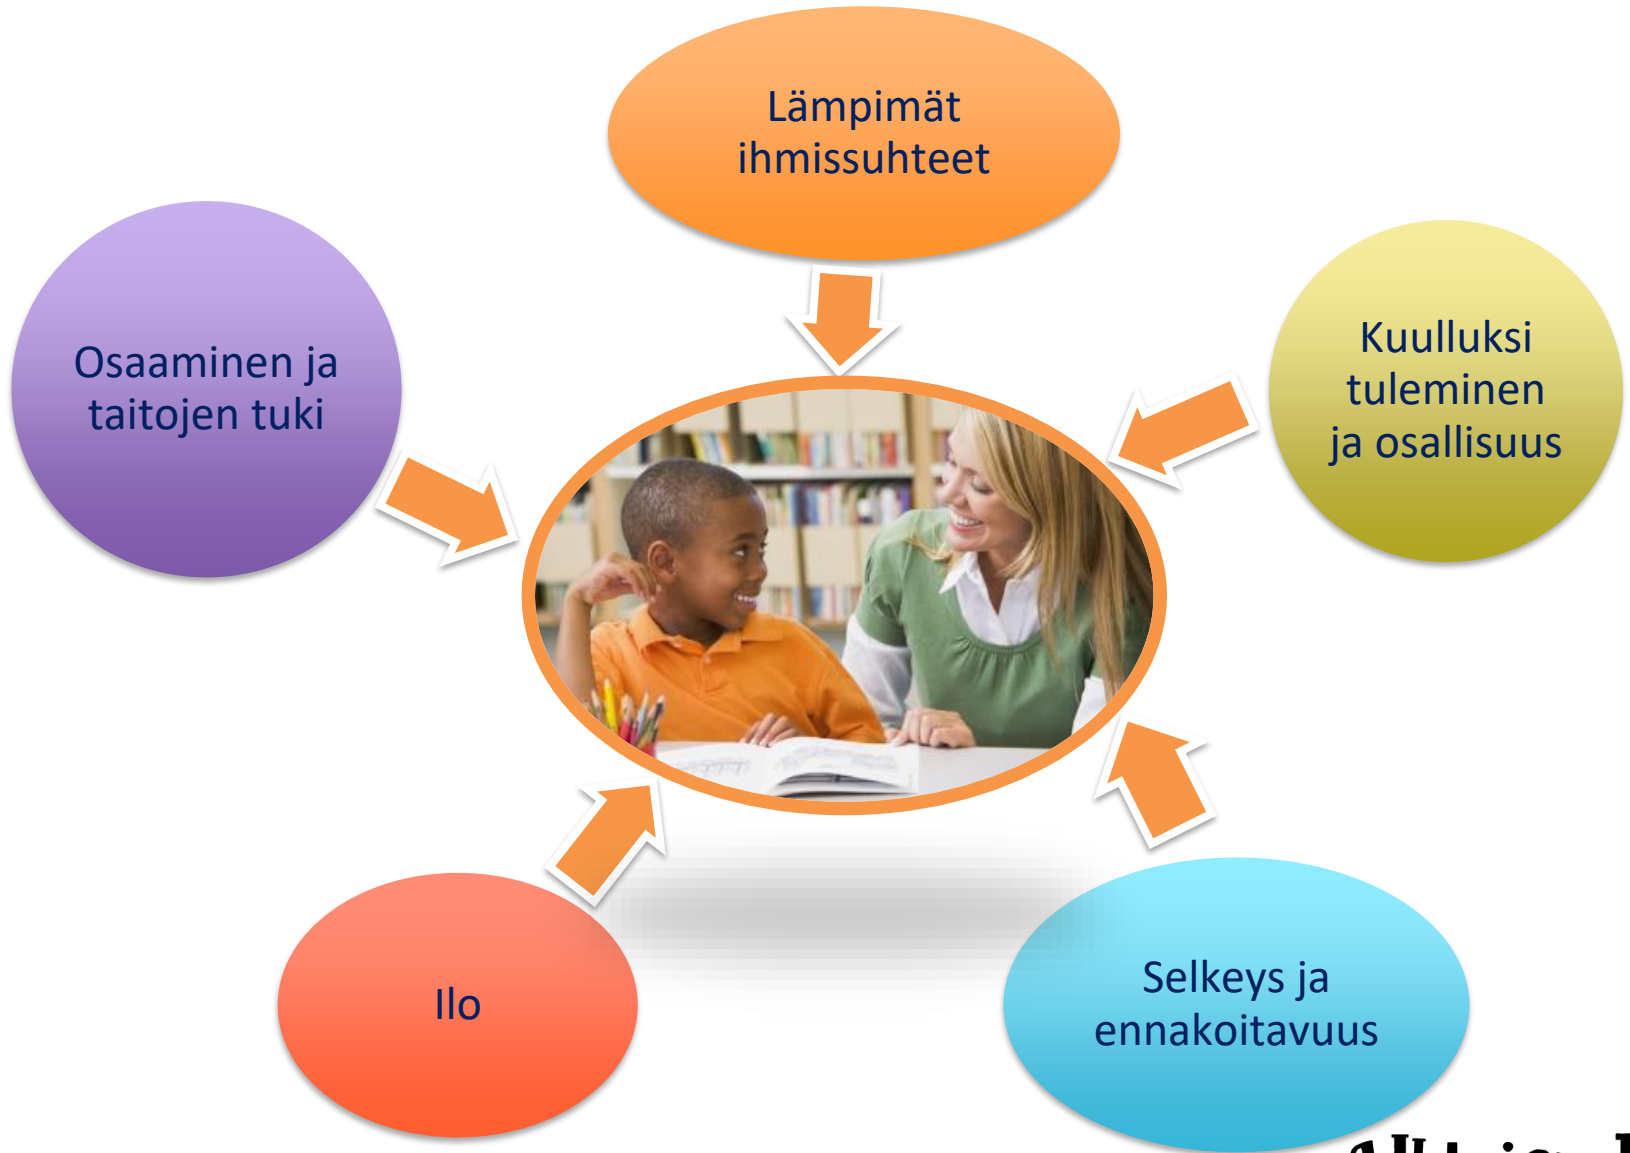 Lämpimät
ihmissuhteet
Osaaminen ja
taitojen tuki
Kuulluksi
tuleminen
ja osallisuus
Ilo
Selkeys ja
ennakoitavuus